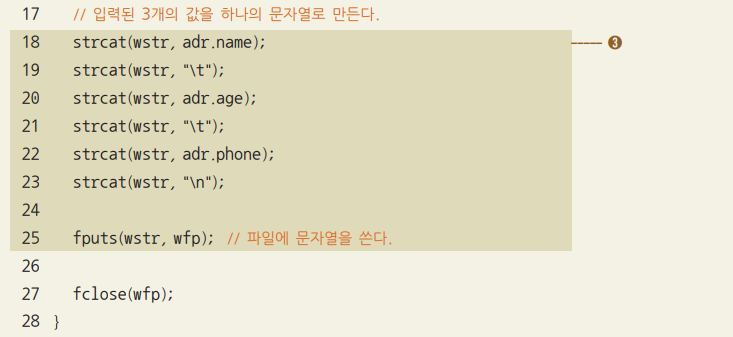 17 // 입력된 3개의 값을 하나의 문자열로 만든다.
18 strcat(wstr, adr.name); ❸
19 strcat(wstr, "\t");
20 strcat(wstr, adr.age);
21 strcat(wstr, "\t");
22 strcat(wstr, adr.phone);
23 strcat(wstr, "\n");
24
25 fputs(wstr, wfp); // 파일에 문자열을 쓴다.
26
27 fclose(wfp);
28 }